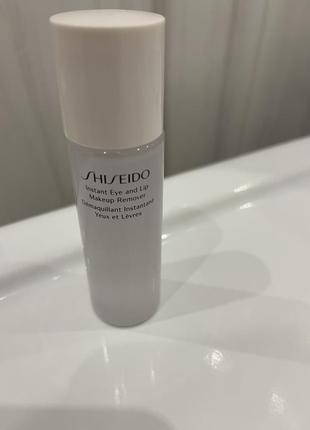 SHISEIDO
Instant Eye and Lip
Makeup Remover
Démaquillant Instantané
Yeux et Lèvres